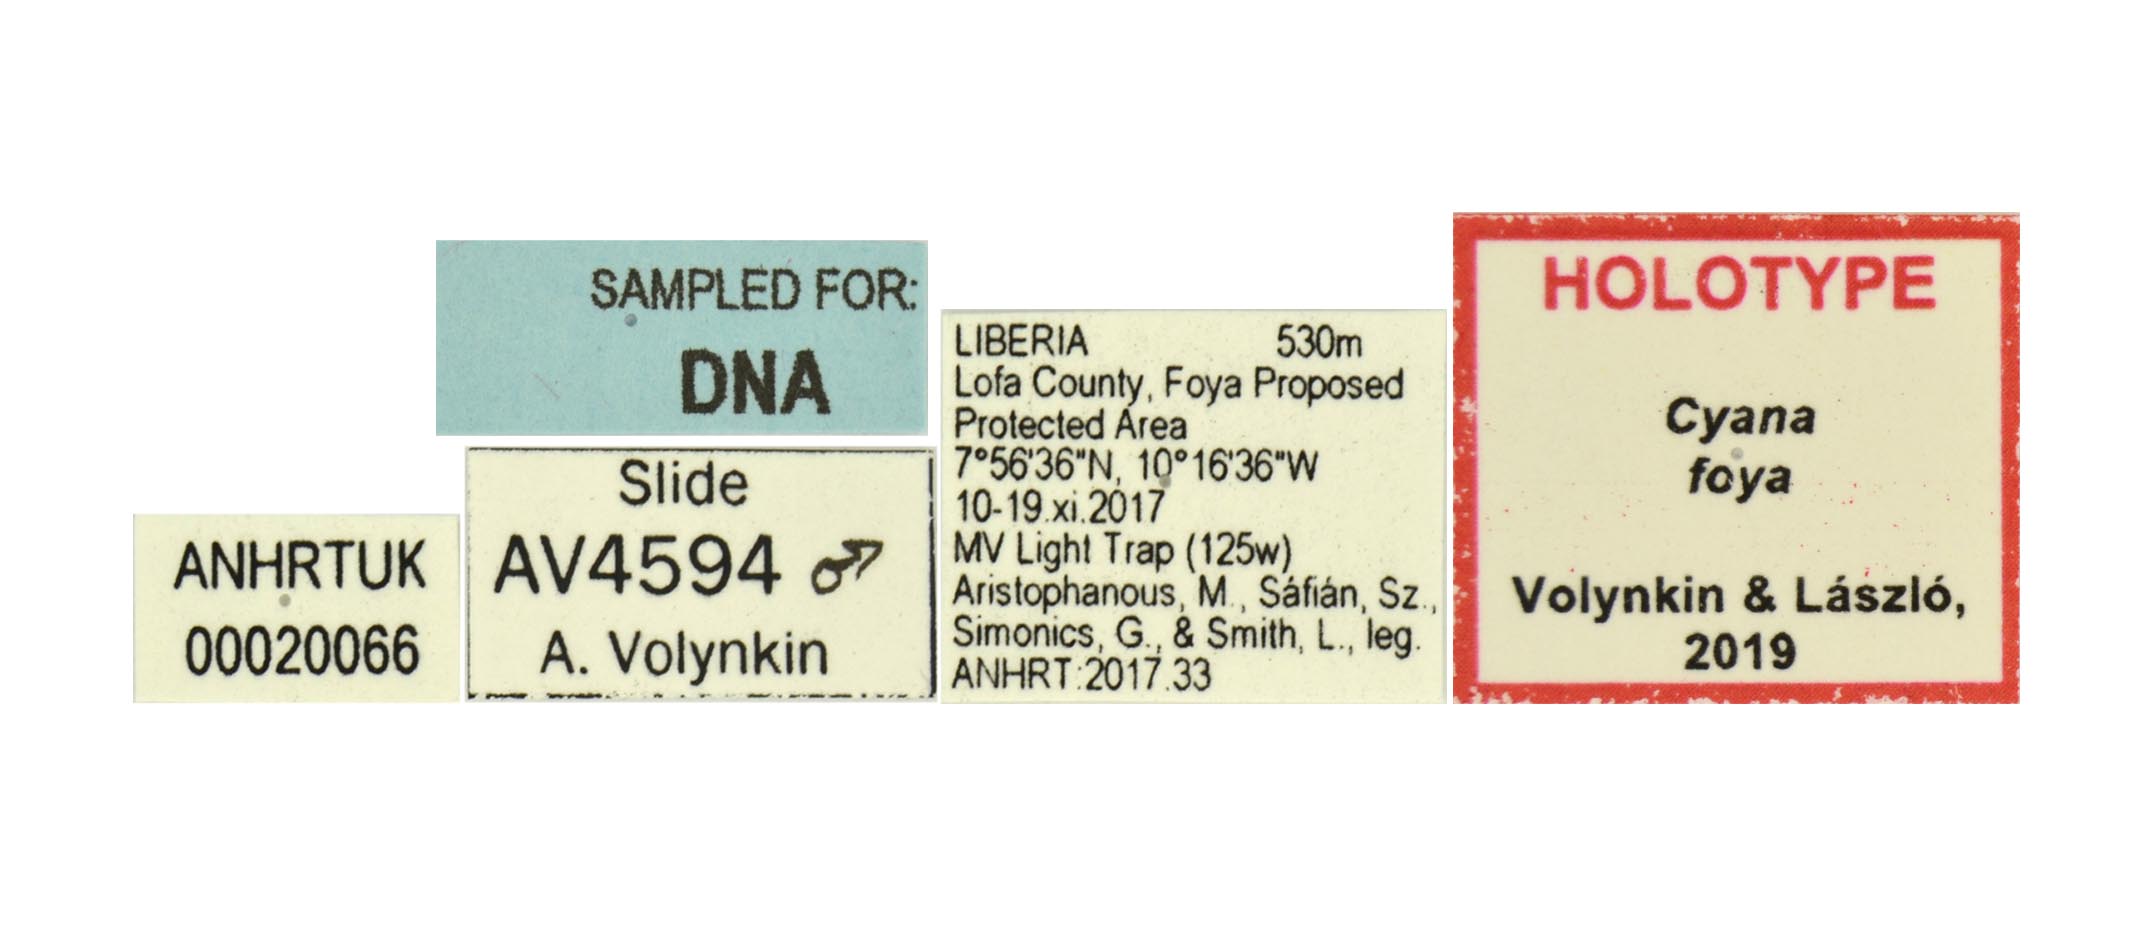 ANHRTUK
00020066
SAMPLED FOR:
DNA
Slide
AV4594 ♂
A. Volynkin
LIBERIA 530m
Lofa County, Foya Proposed
Protected Area
7°56'36"N, 10°16'36"W
10-19.xi.2017
MV Light Trap (125w)
Aristophanous, M., Sáfián, Sz.,
Simonics, G., & Smith, L., leg.
ANHRT:2017.33
HOLOTYPE
Cyana
foya
Volynkin & László,
2019